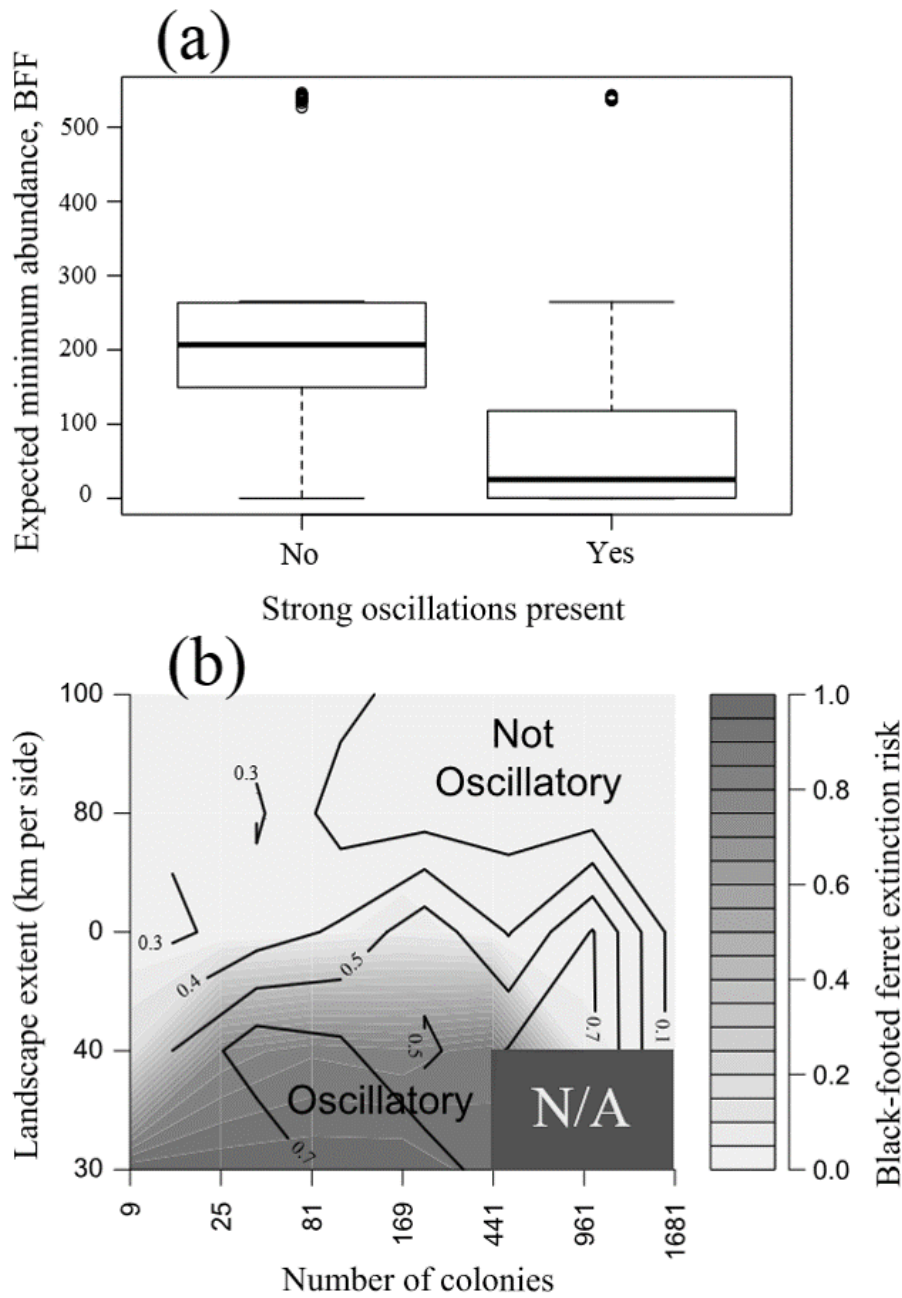 (a)
Expected minimum abundance, BFF
500
400
300
200
100
0
No
Yes
Strong oscillations present
(b)
Landscape extent (km per side)
100
80
0
40
30
Not
Oscillatory
0.3
0.3
0.4
0.5
0.5
0.7
0.1
Oscillatory
0.7
N/A
9
25
81
169
441
961
1681
Number of colonies
1.0
0.8
0.6
0.4
0.2
0.0
Black-footed ferret extinction risk